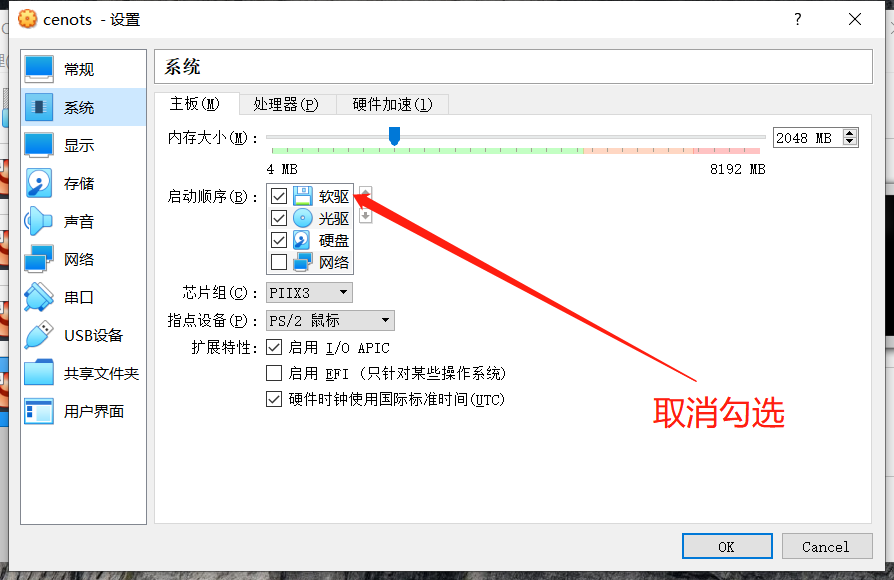 cenots - 设置
?
常规
系统
显示
存储
声音
网络
串口
USB设备
共享文件夹
用户界面
系统
主板(M) 处理器(P) 硬件加速(l)
内存大小(M): 2048 MB
4 MB 8192 MB
启动顺序(B): 软驱
光驱
硬盘
网络
芯片组(C): PIIX3
指点设备(P): PS/2 鼠标
扩展特性: 启用 I/O APIC
启用 EFI (只针对某些操作系统)
硬件时钟使用国际标准时间(UTC)
取消勾选
OK Cancel